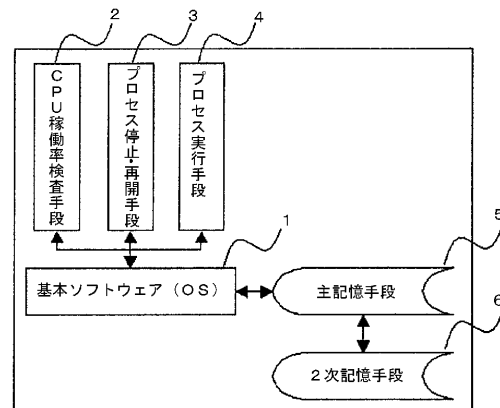 2
3
4
CPU稼働率検査手段
プロセス停止・再開手段
プロセス実行手段
1
基本ソフトウェア(OS)
5
主記憶手段
6
2次記憶手段